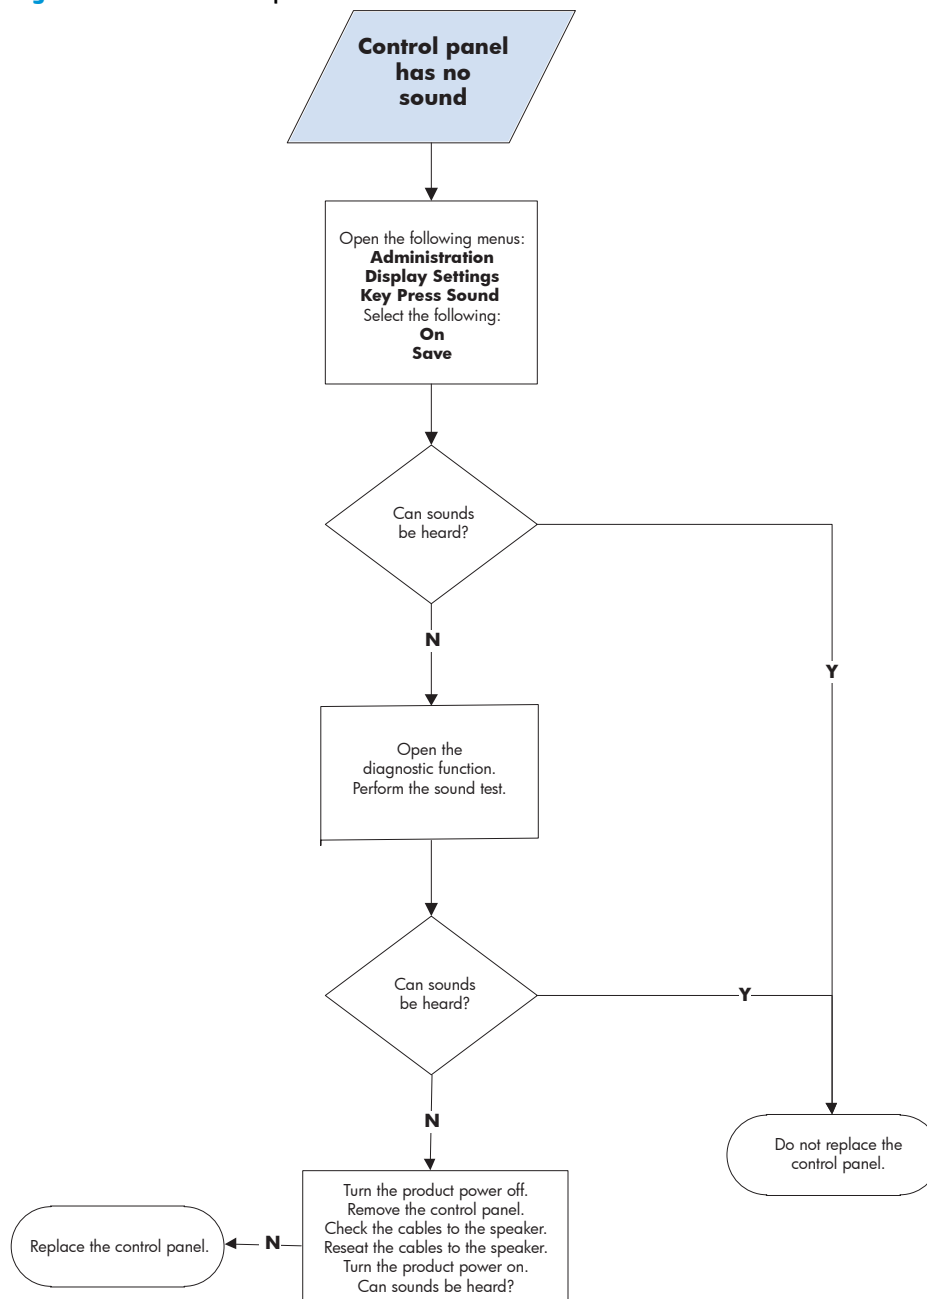 Control panel
has no
sound
Open the following menus:
Administration
Display Settings
Key Press Sound
Select the following:
On
Save
Can sounds
be heard?
N
Y
Open the
diagnostic function.
Perform the sound test.
Can sounds
be heard?
Y
N
Do not replace the
control panel.
Turn the product power off.
Remove the control panel.
Check the cables to the speaker.
Reseat the cables to the speaker.
Turn the product power on.
Can sounds be heard?
N
Replace the control panel.